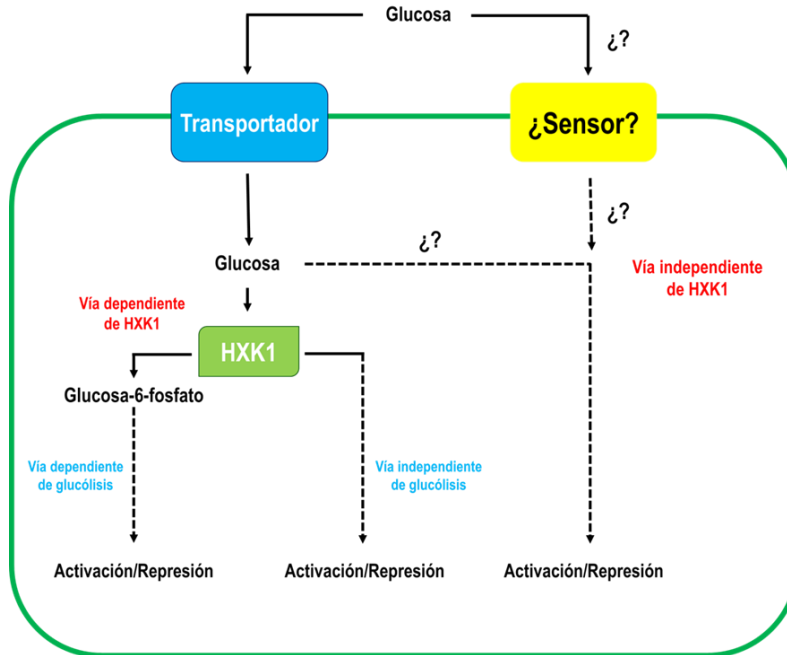 Glucosa
¿?
Transportador
¿Sensor?
¿?
¿?
Glucosa
Vía independiente
de HXK1
Vía dependiente
de HXK1
HXK1
Glucosa-6-fosfato
Vía dependiente
de glucólisis
Vía independiente
de glucólisis
Activación/Represión
Activación/Represión
Activación/Represión